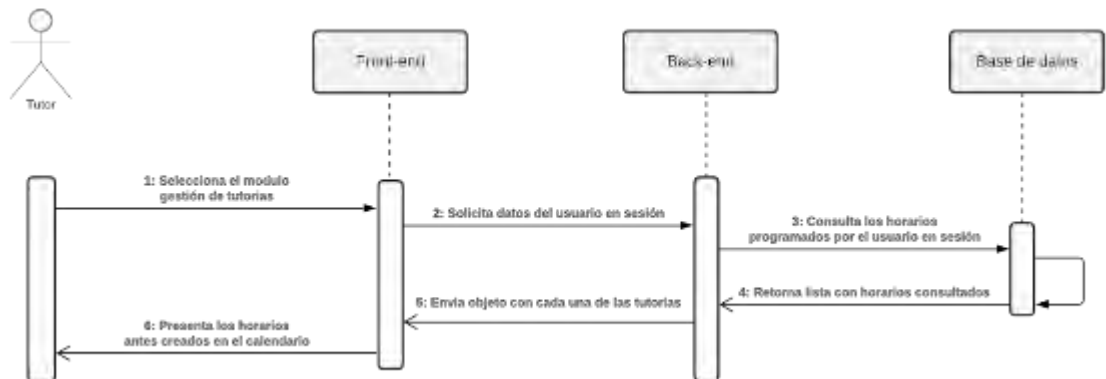 Front-end
Back-end
Base de datos
Tutor
1: Selecciona el modulo
gestión de tutorias
2: Solicita datos del usuario en sesión
3: Consulta los horarios
programados por el usuario en sesión
4: Retorna lista con horarios consultados
5: Envia objeto con cada una de las tutorias
6: Presenta los horarios
antes creados en el calendario